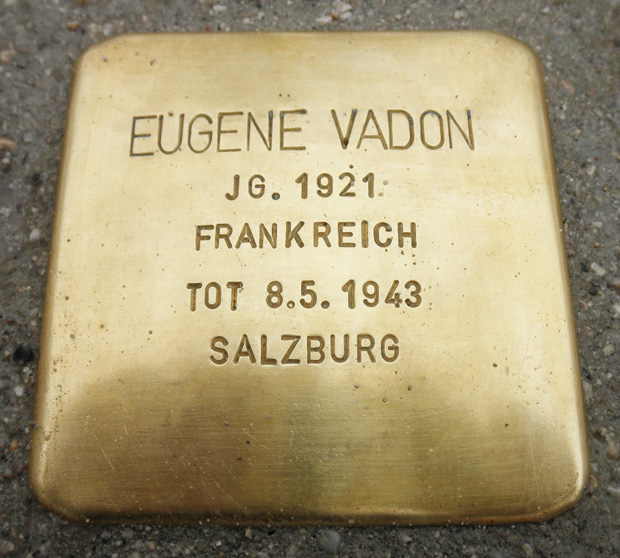 EUGENE VADON
JG. 1921
FRANKREICH
TOT 8.5.1943
SALZBURG